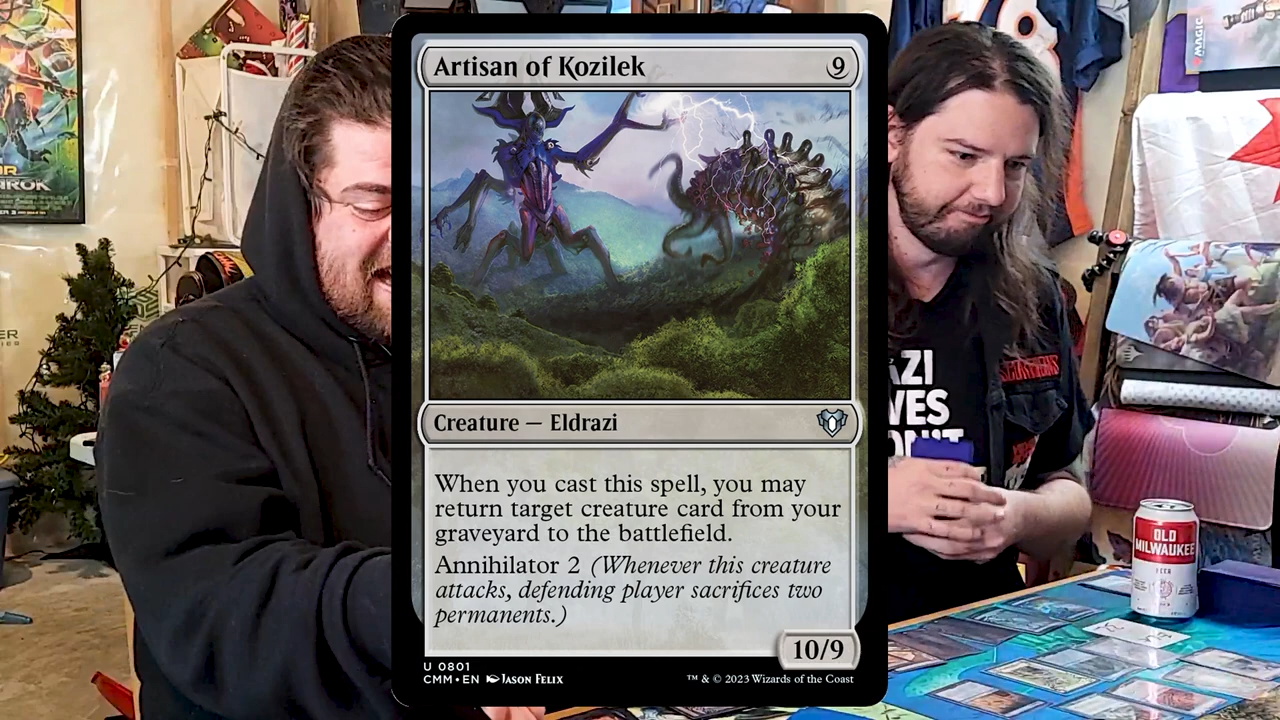 Artisan of Kozilek 9
Creature — Eldrazi
When you cast this spell, you may
return target creature card from your
graveyard to the battlefield.
Annihilator 2 (Whenever this creature
attacks, defending player sacrifices two
permanents.)
10/9
U 0801
CMM • EN JASON FELIX
™ & © 2023 Wizards of the Coast
MAGIC
OLD
MILWAUKEE
BEER